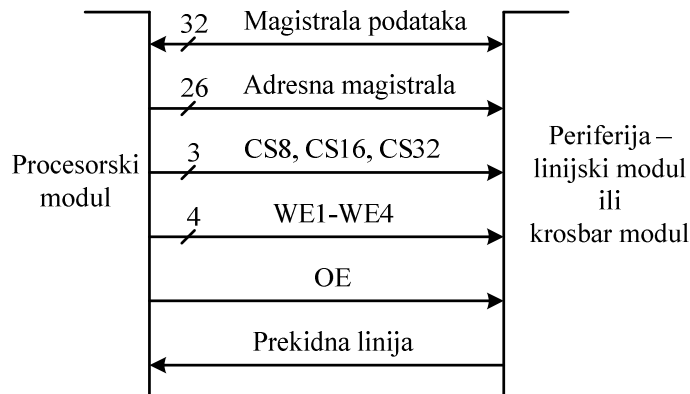 32 Magistrala podataka
26 Adresna magistrala
3 CS8, CS16, CS32
4 WE1-WE4
OE
Prekidna linija
Procesorski
modul
Periferija –
linijski modul
ili
krosbar modul